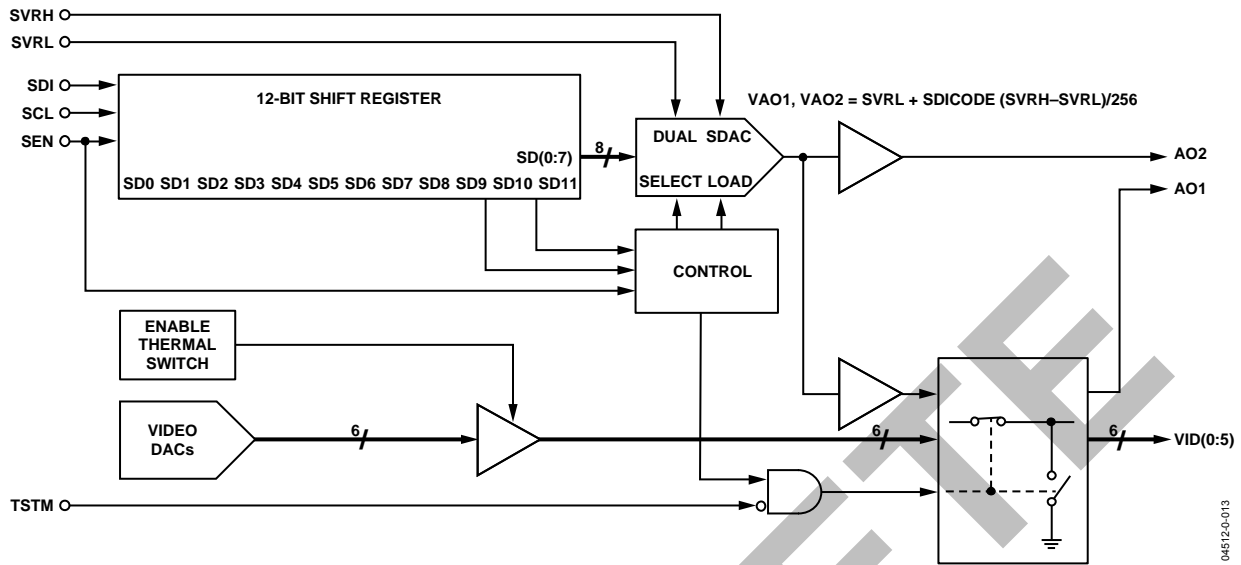 SVRH
SVRL
SDI
SCL
SEN
12-BIT SHIFT REGISTER
SD(0:7)
SD0 SD1 SD2 SD3 SD4 SD5 SD6 SD7 SD8 SD9 SD10 SD11
8
DUAL SDAC
SELECT LOAD
VAO1, VAO2 = SVRL + SDICODE (SVRH–SVRL)/256
AO2
AO1
CONTROL
ENABLE
THERMAL
SWITCH
VIDEO
DACs
6
6
6
VID(0:5)
TSTM
04512-0-013
ETE